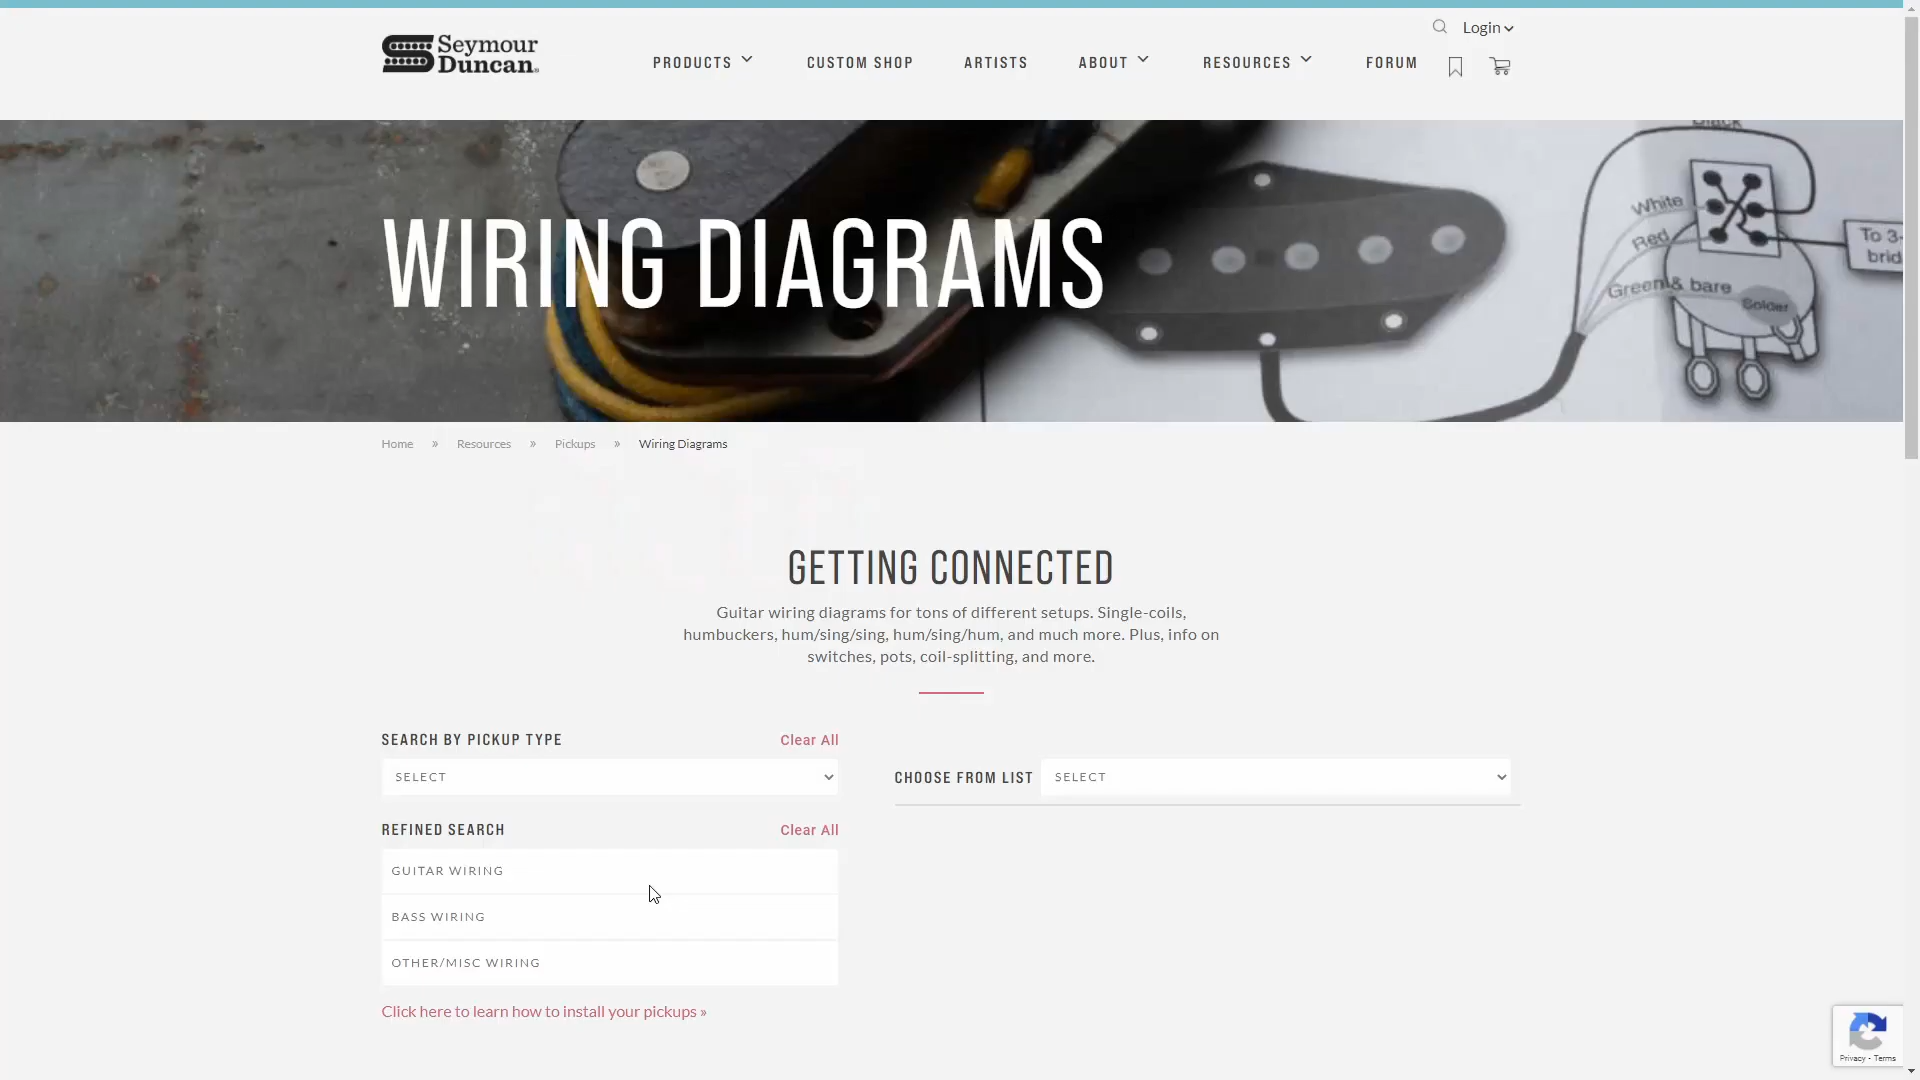 Login
Seymour
Duncan
PRODUCTS
CUSTOM SHOP
ARTISTS
ABOUT
RESOURCES
FORUM
Black
White
Red
Green & bare
Solder
To 3-
brid
WIRING DIAGRAMS
Home » Resources » Pickups » Wiring Diagrams
GETTING CONNECTED
Guitar wiring diagrams for tons of different setups. Single-coils,
humbuckers, hum/sing/sing, hum/sing/hum, and much more. Plus, info on
switches, pots, coil-splitting, and more.
SEARCH BY PICKUP TYPE
Clear All
SELECT
CHOOSE FROM LIST
SELECT
REFINED SEARCH
Clear All
GUITAR WIRING
BASS WIRING
OTHER/MISC WIRING
Click here to learn how to install your pickups »
Privacy - Terms